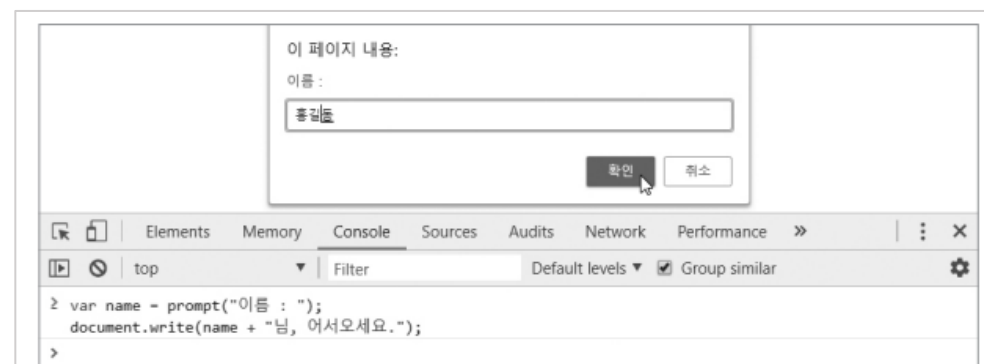 이 페이지 내용:
이름 :
홍길돌
확인 취소
Elements Memory Console Sources Audits Network Performance »
top ▼ Filter Default levels ▼ Group similar
> var name = prompt("이름 : ");
document.write(name + "님, 어서오세요.");
>